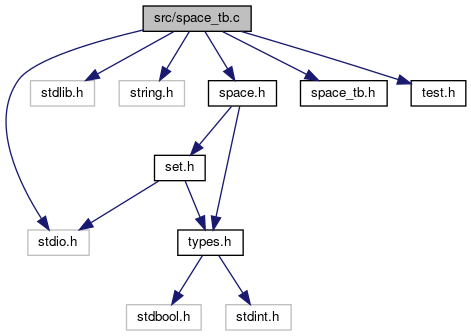 src/space_tb.c
stdlib.h
string.h
space.h
space_tb.h
test.h
set.h
stdio.h
types.h
stdbool.h
stdint.h